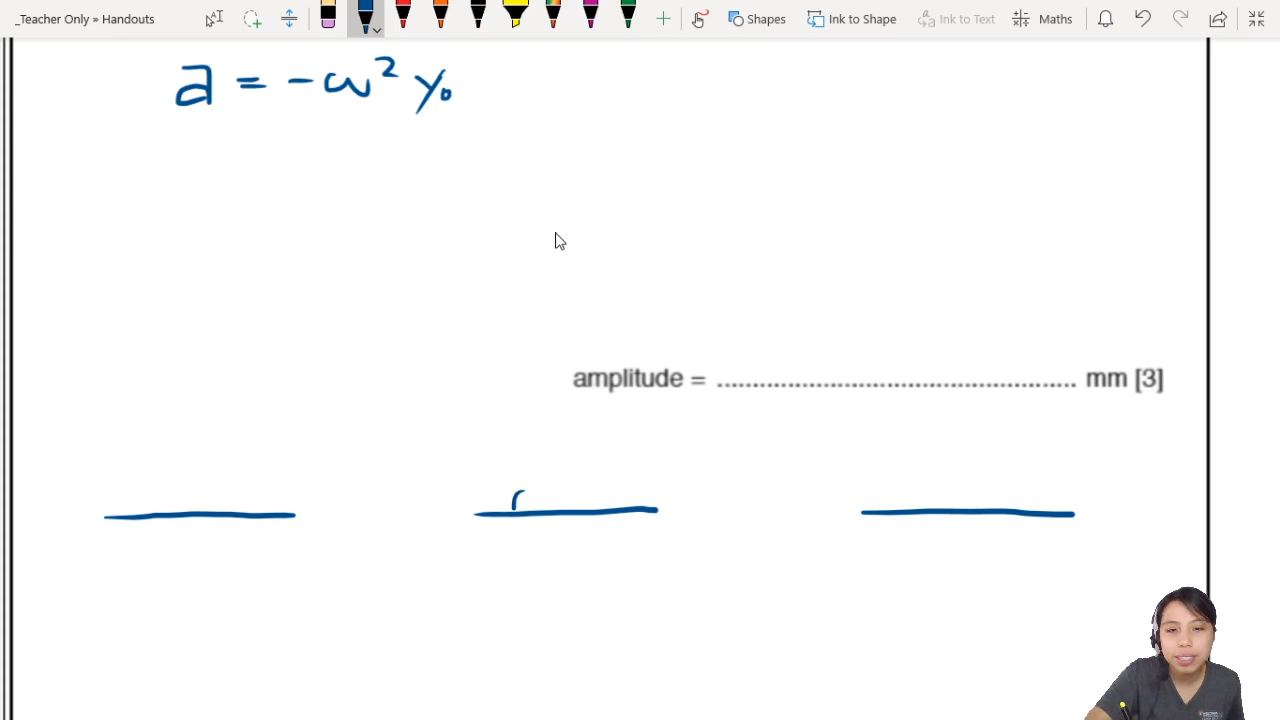 _Teacher Only » Handouts
Shapes
Ink to Shape
Ink to Text
Maths
a = -ω² y₀
amplitude = .................................................. mm [3]